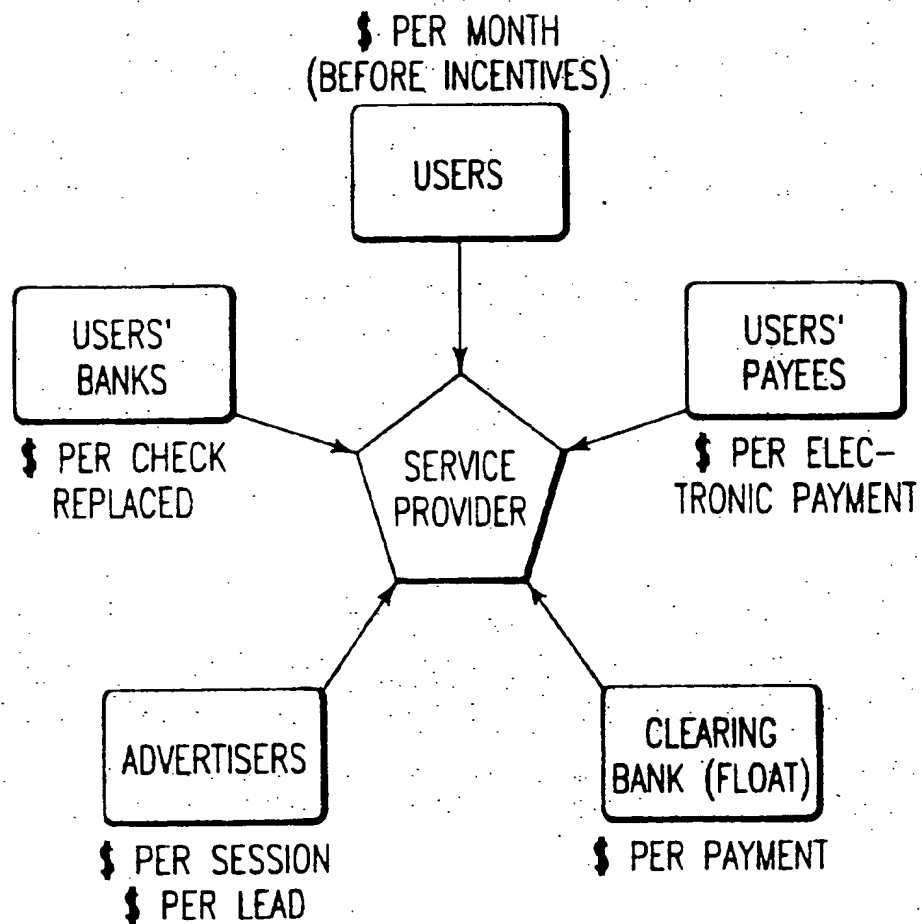 $ PER MONTH
(BEFORE INCENTIVES)
USERS
USERS'
BANKS
$ PER CHECK
REPLACED
USERS'
PAYEES
$ PER ELEC-
TRONIC PAYMENT
SERVICE
PROVIDER
ADVERTISERS
$ PER SESSION
$ PER LEAD
CLEARING
BANK (FLOAT)
$ PER PAYMENT